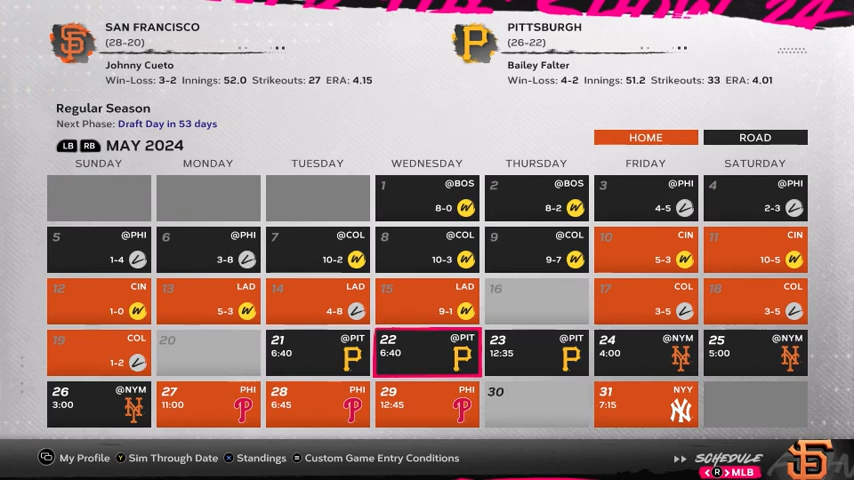 THE SHOW 24
SAN FRANCISCO
(28-20)
Johnny Cueto
Win-Loss: 3-2 Innings: 52.0 Strikeouts: 27 ERA: 4.15
PITTSBURGH
(26-22)
Bailey Falter
Win-Loss: 4-2 Innings: 51.2 Strikeouts: 33 ERA: 4.01
Regular Season
Next Phase: Draft Day in 53 days
LB RB MAY 2024
HOME ROAD
SUNDAY MONDAY TUESDAY WEDNESDAY THURSDAY FRIDAY SATURDAY
1 @BOS 2 @BOS 3 @PHI 4 @PHI
8-0 W 8-2 W 4-5 L 2-3 L
5 @PHI 6 @PHI 7 @COL 8 @COL 9 @COL 10 CIN 11 CIN
1-4 L 3-8 L 10-2 W 10-3 W 9-7 W 5-3 W 10-5 W
12 CIN 13 LAD 14 LAD 15 LAD 16 17 COL 18 COL
1-0 W 5-3 W 4-8 L 9-1 W 3-5 L 3-5 L
19 COL 20 21 @PIT 22 @PIT 23 @PIT 24 @NYM 25 @NYM
1-2 L 6:40 P 6:40 P 12:35 P 4:00 NY 5:00 NY
26 @NYM 27 PHI 28 PHI 29 PHI 30 31 NYY
3:00 NY 11:00 P 6:45 P 12:45 P 7:15 NY
My Profile Y Sim Through Date X Standings Custom Game Entry Conditions
SCHEDULE
R MLB
SF